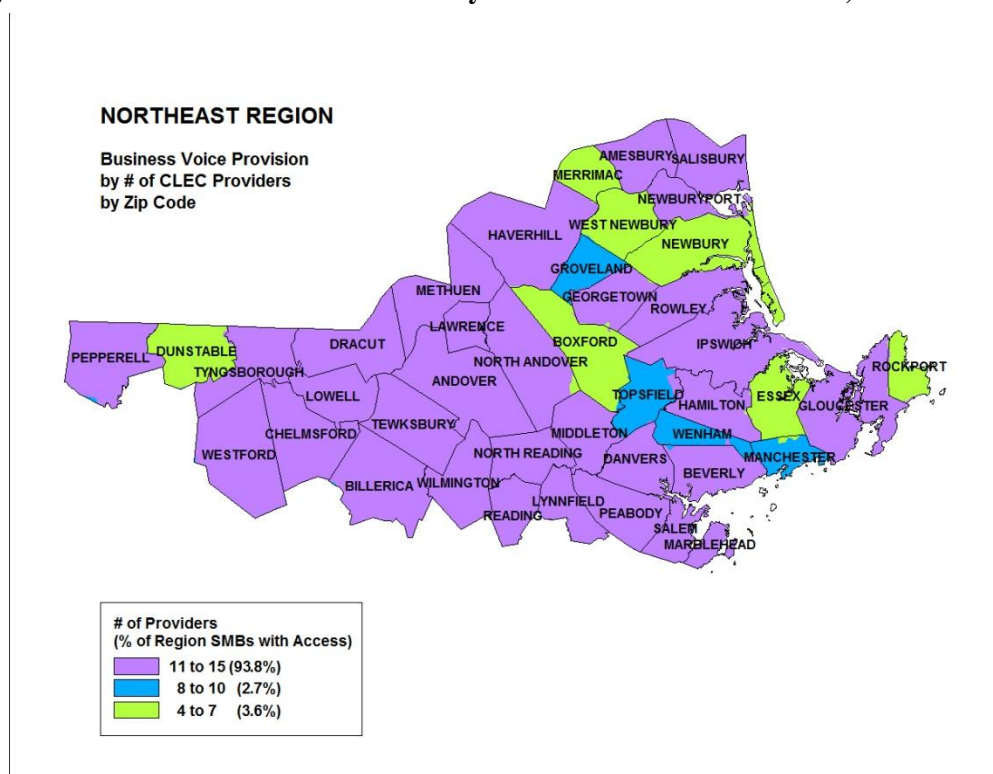 NORTHEAST REGION
Business Voice Provision
by # of CLEC Providers
by Zip Code
AMESBURY
SALISBURY
MERRIMAC
NEWBURYPORT
WEST NEWBURY
HAVERHILL
NEWBURY
GROVELAND
METHUEN
GEORGETOWN
ROWLEY
LAWRENCE
DRACUT
BOXFORD
IPSWICH
PEPPERELL
DUNSTABLE
NORTH ANDOVER
ROCKPORT
TYNGSBOROUGH
ANDOVER
LOWELL
TOPSFIELD
ESSEX
HAMILTON
GLOUCESTER
TEWKSBURY
CHELMSFORD
MIDDLETON
WENHAM
WESTFORD
NORTH READING
DANVERS
MANCHESTER
BEVERLY
BILLERICA
WILMINGTON
LYNNFIELD
READING
PEABODY
SALEM
MARBLEHEAD
# of Providers
(% of Region SMBs with Access)
11 to 15 (93.8%)
8 to 10 (2.7%)
4 to 7 (3.6%)